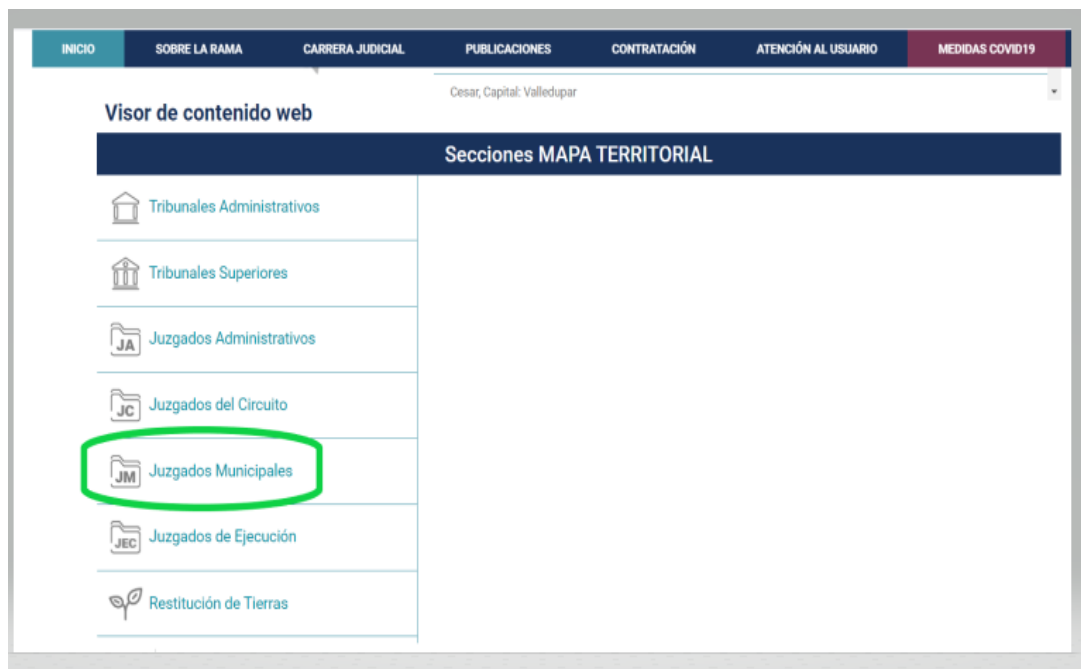 INICIO SOBRE LA RAMA CARRERA JUDICIAL PUBLICACIONES CONTRATACIÓN ATENCIÓN AL USUARIO MEDIDAS COVID19
Cesar, Capital: Valledupar
Visor de contenido web
Secciones MAPA TERRITORIAL
Tribunales Administrativos
Tribunales Superiores
JA Juzgados Administrativos
JC Juzgados del Circuito
JM Juzgados Municipales
JEC Juzgados de Ejecución
Restitución de Tierras